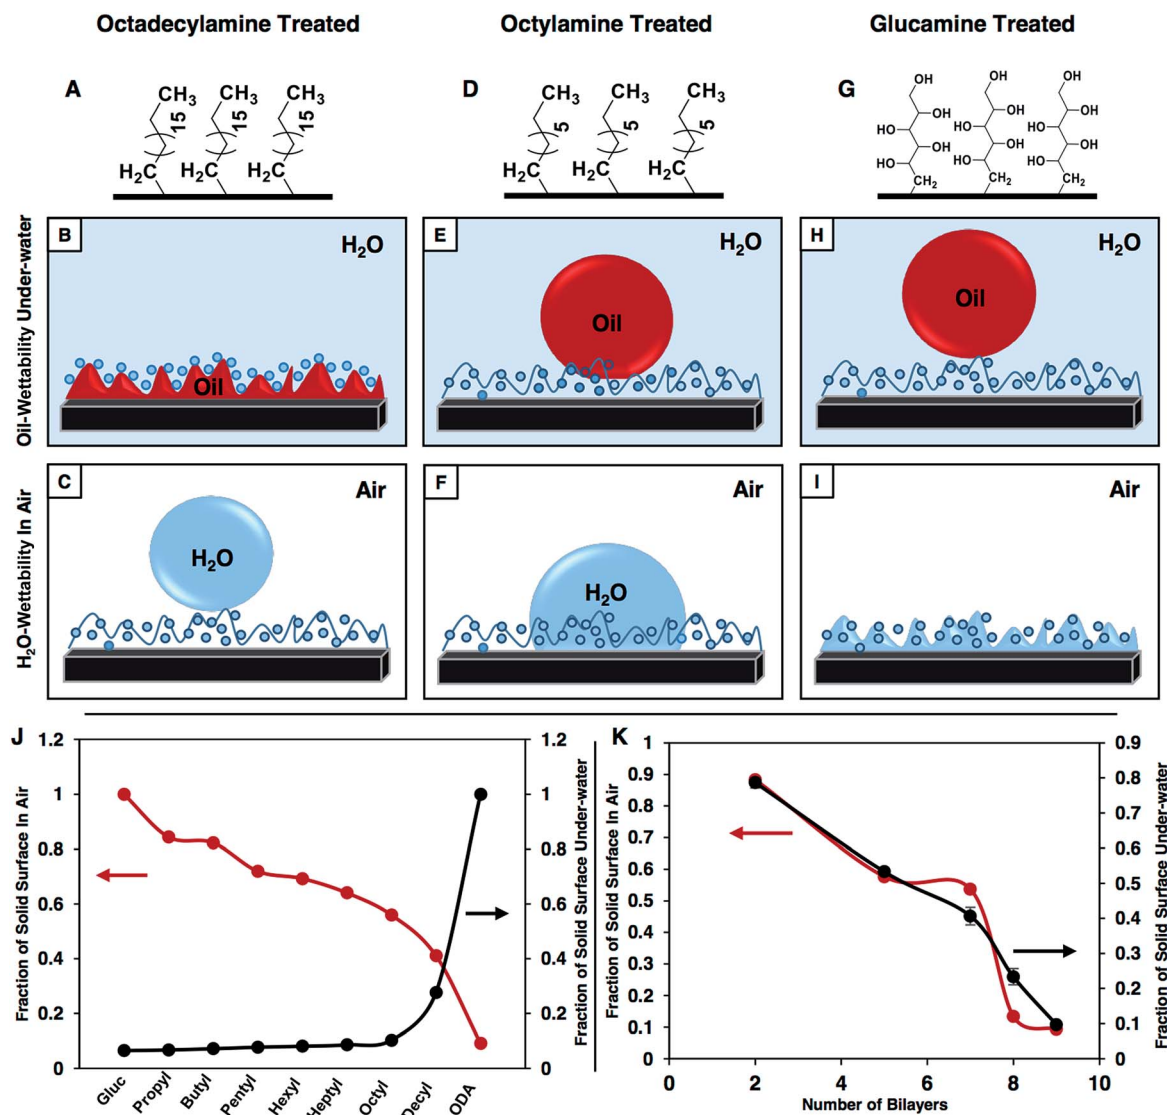 Octadecylamine Treated
Octylamine Treated
Glucamine Treated
A
CH3
CH3
CH3
15
15
15
H2C
H2C
H2C
D
CH3
CH3
CH3
5
5
5
H2C
H2C
H2C
G
OH
OH
OH
OH
OH
OH
HO
HO
HO
OH
OH
OH
HO
HO
HO
CH2
CH2
CH2
Oil-Wettability Under-water
B
H2O
Oil
E
H2O
Oil
H
H2O
Oil
H2O-Wettability In Air
C
Air
H2O
F
Air
H2O
I
Air
J
Fraction of Solid Surface In Air
1.2
1
0.8
0.6
0.4
0.2
0
1.2
1
0.8
0.6
0.4
0.2
0
Fraction of Solid Surface Under-water
Gluc
Propyl
Butyl
Pentyl
Hexyl
Heptyl
Octyl
Decyl
ODA
K
Fraction of Solid Surface In Air
1
0.9
0.8
0.7
0.6
0.5
0.4
0.3
0.2
0.1
0
0.9
0.8
0.7
0.6
0.5
0.4
0.3
0.2
0.1
0
Fraction of Solid Surface Under-water
0 2 4 6 8 10
Number of Bilayers